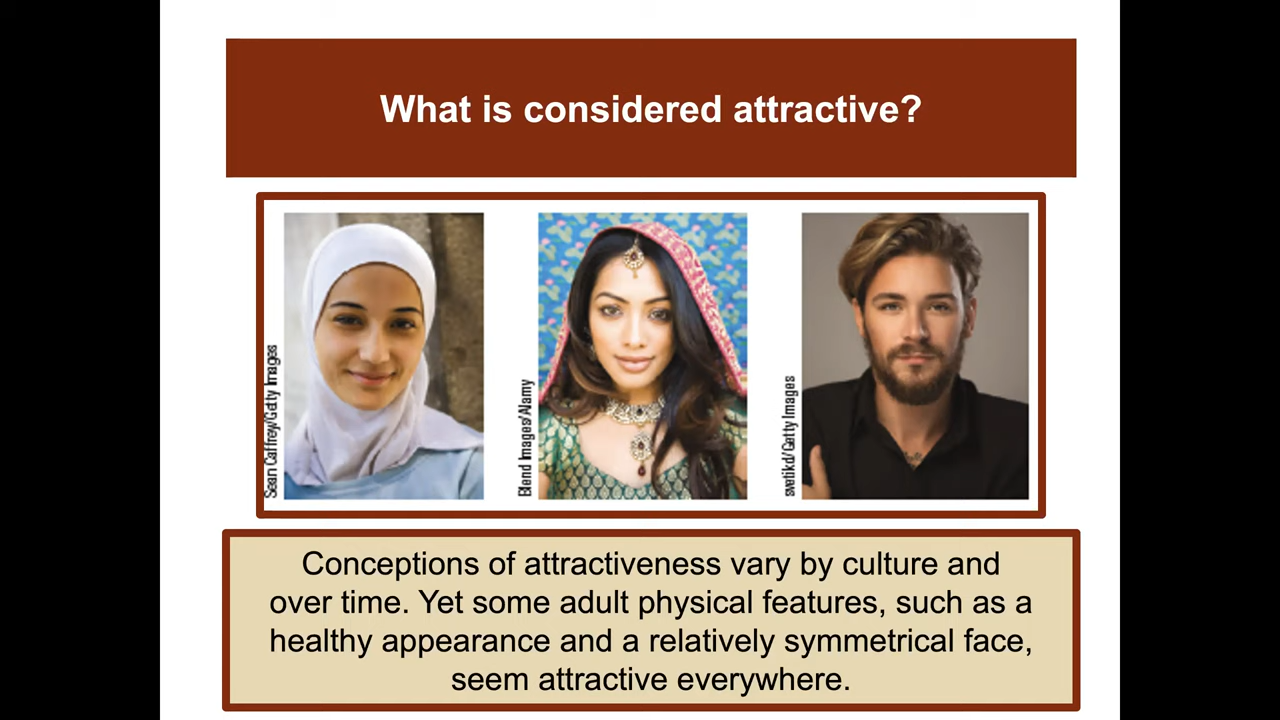 What is considered attractive?
Sean Caffrey/Getty Images
Blend Images/Alamy
svetikd/Getty Images
Conceptions of attractiveness vary by culture and
over time. Yet some adult physical features, such as a
healthy appearance and a relatively symmetrical face,
seem attractive everywhere.